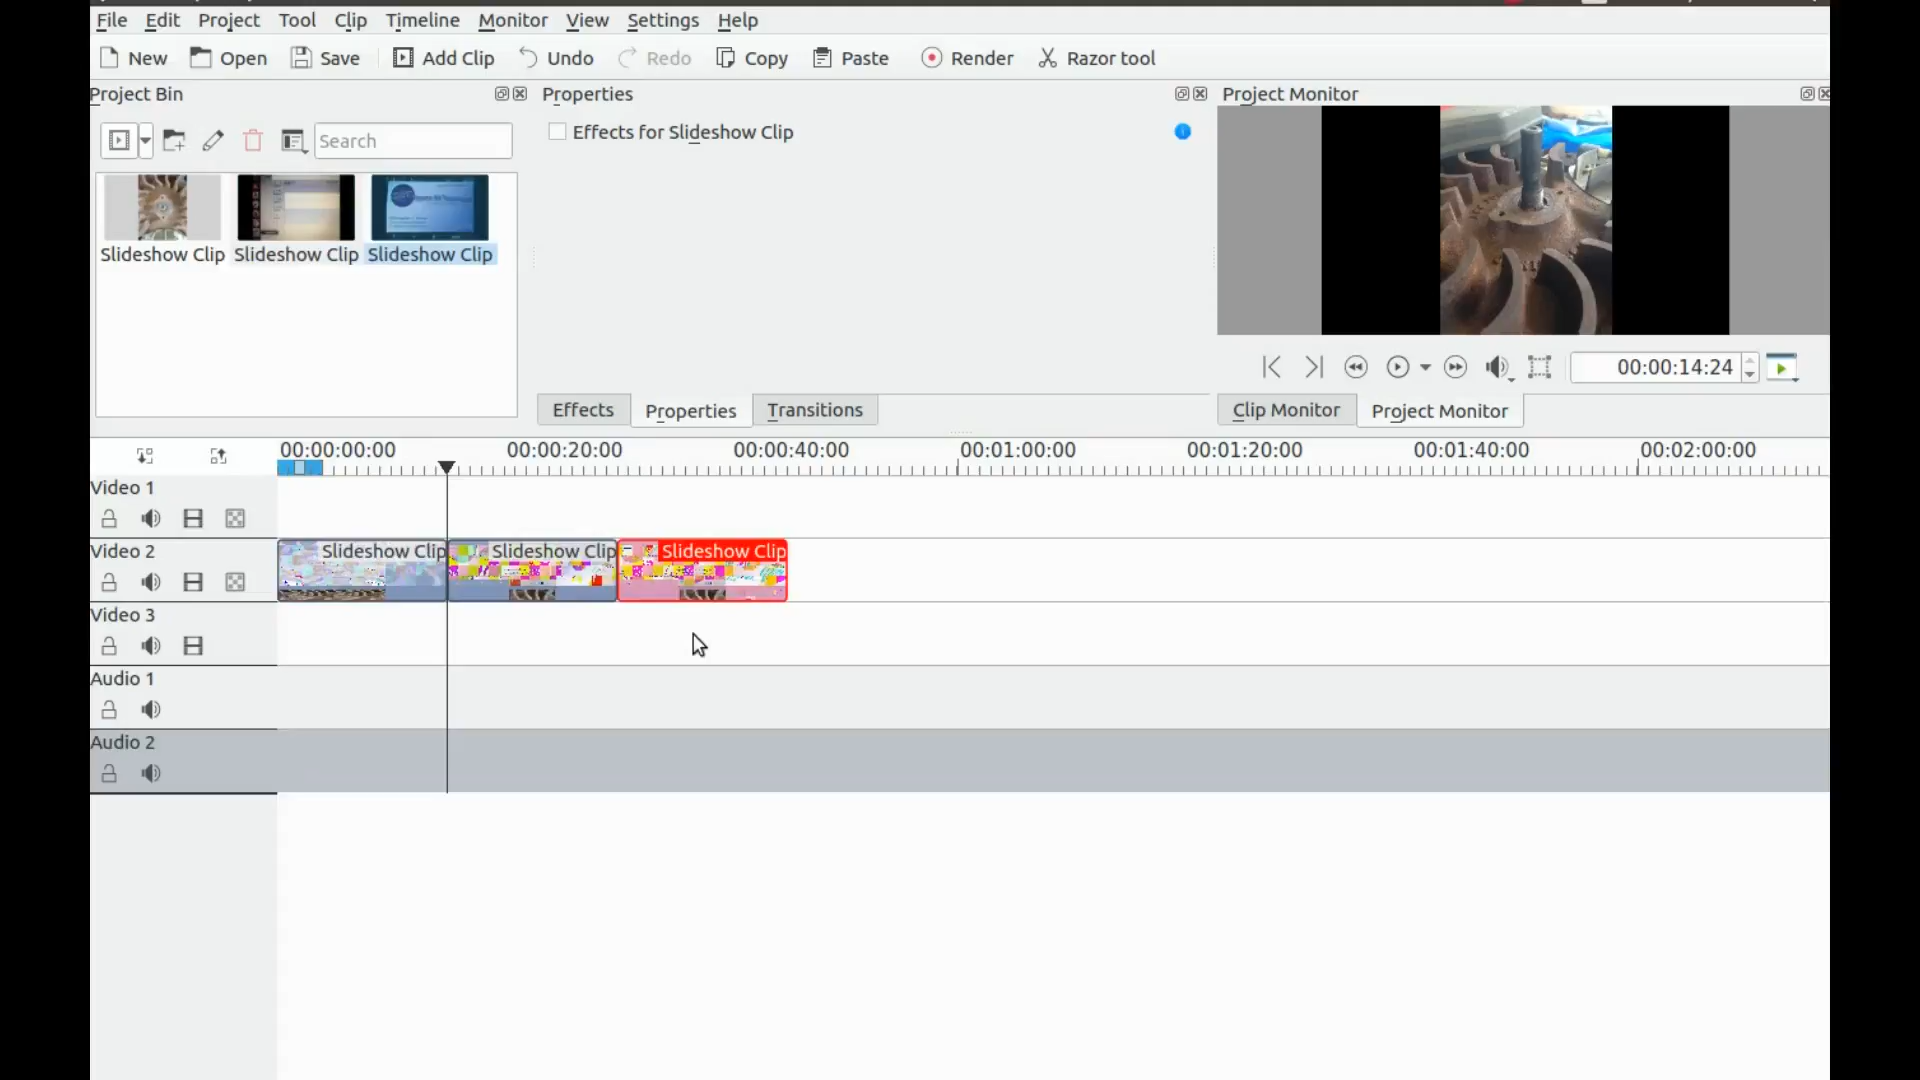 File Edit Project Tool Clip Timeline Monitor View Settings Help
New Open Save Add Clip Undo Redo Copy Paste Render Razor tool
Project Bin
Properties
Project Monitor
Search
Effects for Slideshow Clip
Slideshow Clip Slideshow Clip Slideshow Clip
00:00:14:24
Effects Properties Transitions
Clip Monitor Project Monitor
00:00:00:00 00:00:20:00 00:00:40:00 00:01:00:00 00:01:20:00 00:01:40:00 00:02:00:00
Video 1
Video 2
Slideshow Clip Slideshow Clip Slideshow Clip
Video 3
Audio 1
Audio 2